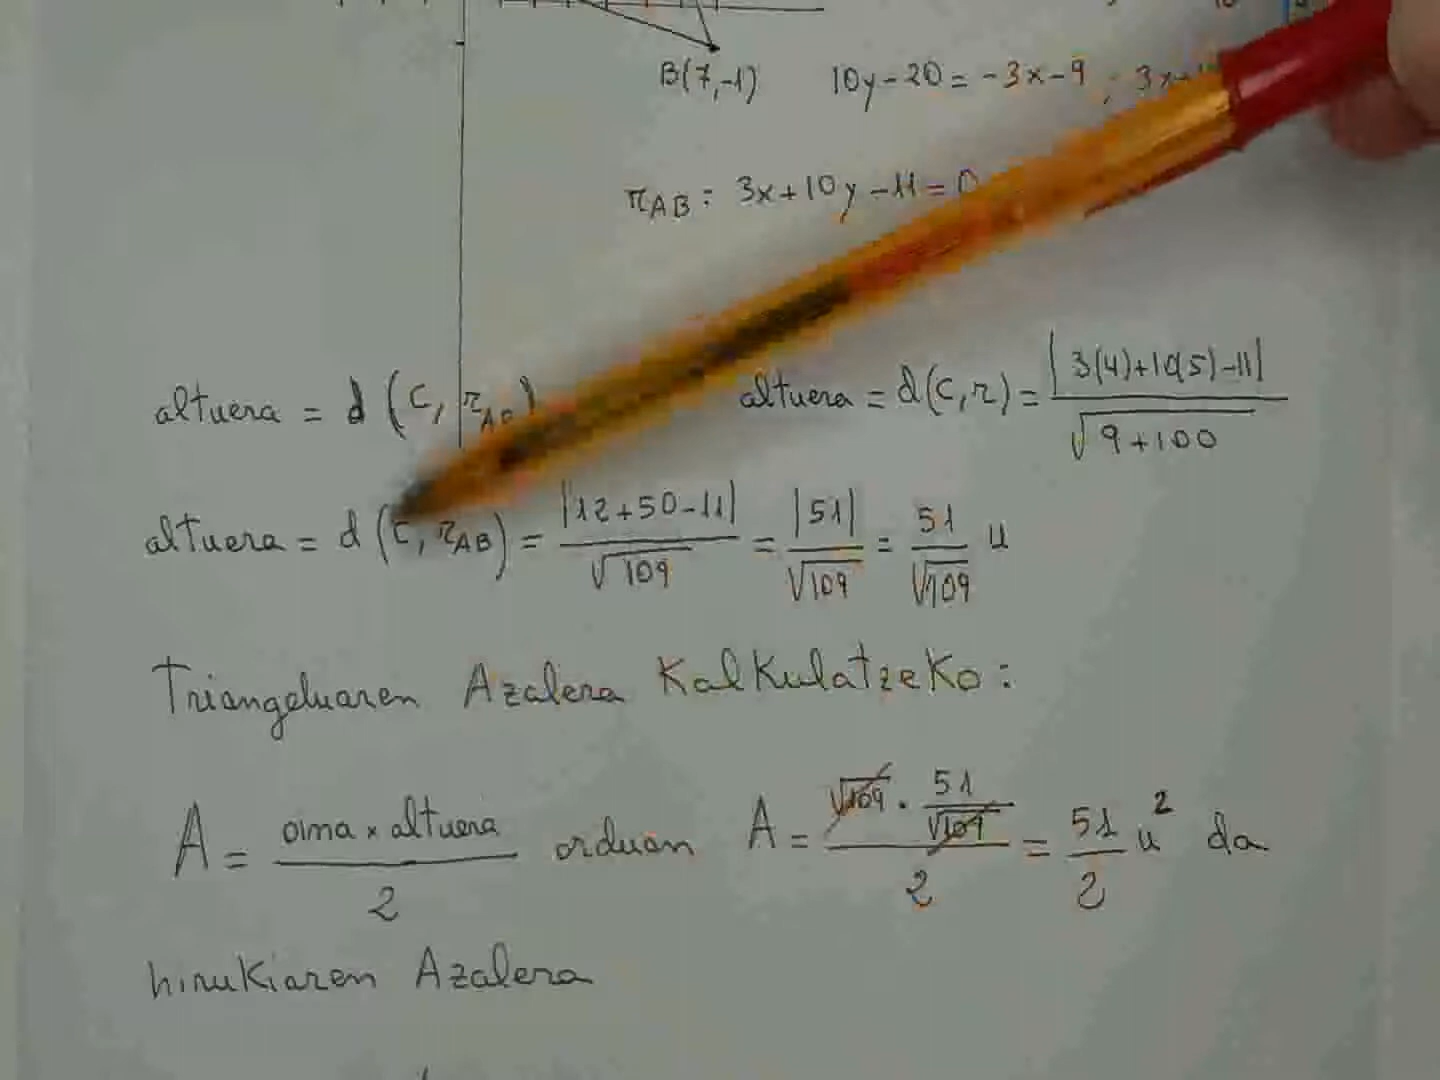 B(7,-1) 10y-20 = -3x-9 ; 3x+
r_AB : 3x+10y-11=0
altuera = d (C, r_AB) altuera = d(C, r) = |3(4)+10(5)-11| / √(9+100)
altuera = d (C, r_AB) = |12+50-11| / √109 = |51| / √109 = 51/√109 u
Triangeluaren Azalera Kalkulatzeko :
A = oima x altuera / 2 orduan A = √109 · 51/√109 / 2 = 51/2 u² da
hirukiaren Azalera